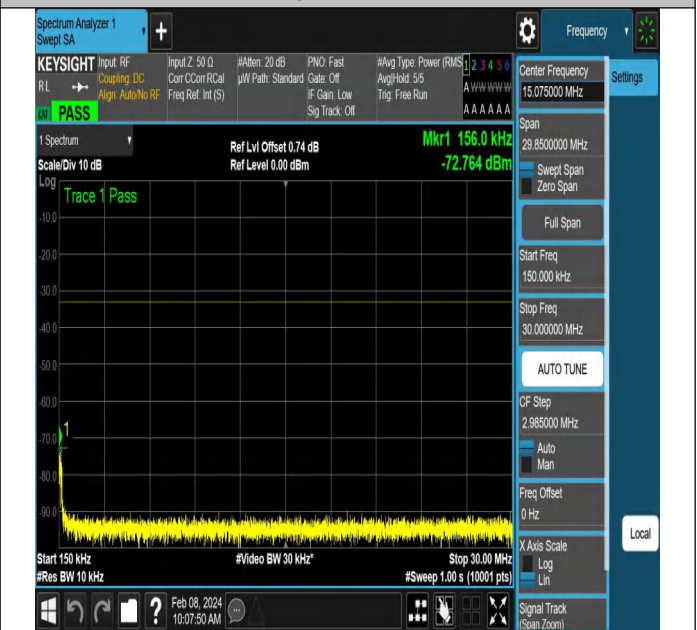 Spectrum Analyzer 1
Swept SA
+
Frequency
KEYSIGHT
RL
PASS
Input: RF
Coupling: DC
Align: Auto/No RF
Input Z: 50 Ω
Corr CCorr RCal
Freq Ref: Int (S)
#Atten: 20 dB
µW Path: Standard
PNO: Fast
Gate: Off
IF Gain: Low
Sig Track: Off
#Avg Type: Power (RMS
Avg|Hold: 5/5
Trig: Free Run
1 2 3 4 5 6
A W W W W W
A A A A A A
Settings
Center Frequency
15.075000 MHz
Span
29.8500000 MHz
Swept Span
Zero Span
Full Span
Start Freq
150.000 kHz
Stop Freq
30.000000 MHz
AUTO TUNE
CF Step
2.985000 MHz
Auto
Man
Freq Offset
0 Hz
X Axis Scale
Log
Lin
Signal Track
(Span Zoom)
Local
1 Spectrum
Scale/Div 10 dB
Ref Lvl Offset 0.74 dB
Ref Level 0.00 dBm
Mkr1 156.0 kHz
-72.764 dBm
Log
Trace 1 Pass
-10.0
-20.0
-30.0
-40.0
-50.0
-60.0
-70.0
-80.0
-90.0
1
Start 150 kHz
#Res BW 10 kHz
#Video BW 30 kHz*
Stop 30.00 MHz
#Sweep 1.00 s (10001 pts)
?
Feb 08, 2024
10:07:50 AM